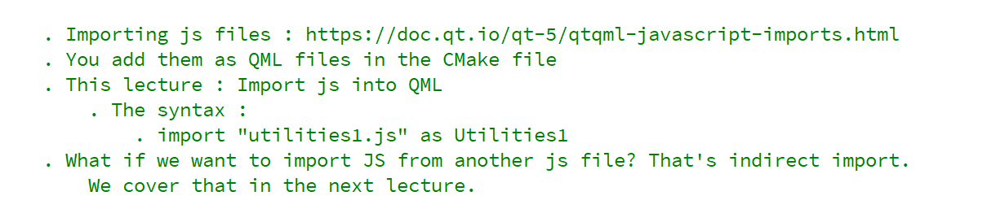 . Importing js files : https://doc.qt.io/qt-5/qtqml-javascript-imports.html
. You add them as QML files in the CMake file
. This lecture : Import js into QML
. The syntax :
. import "utilities1.js" as Utilities1
. What if we want to import JS from another js file? That's indirect import.
We cover that in the next lecture.